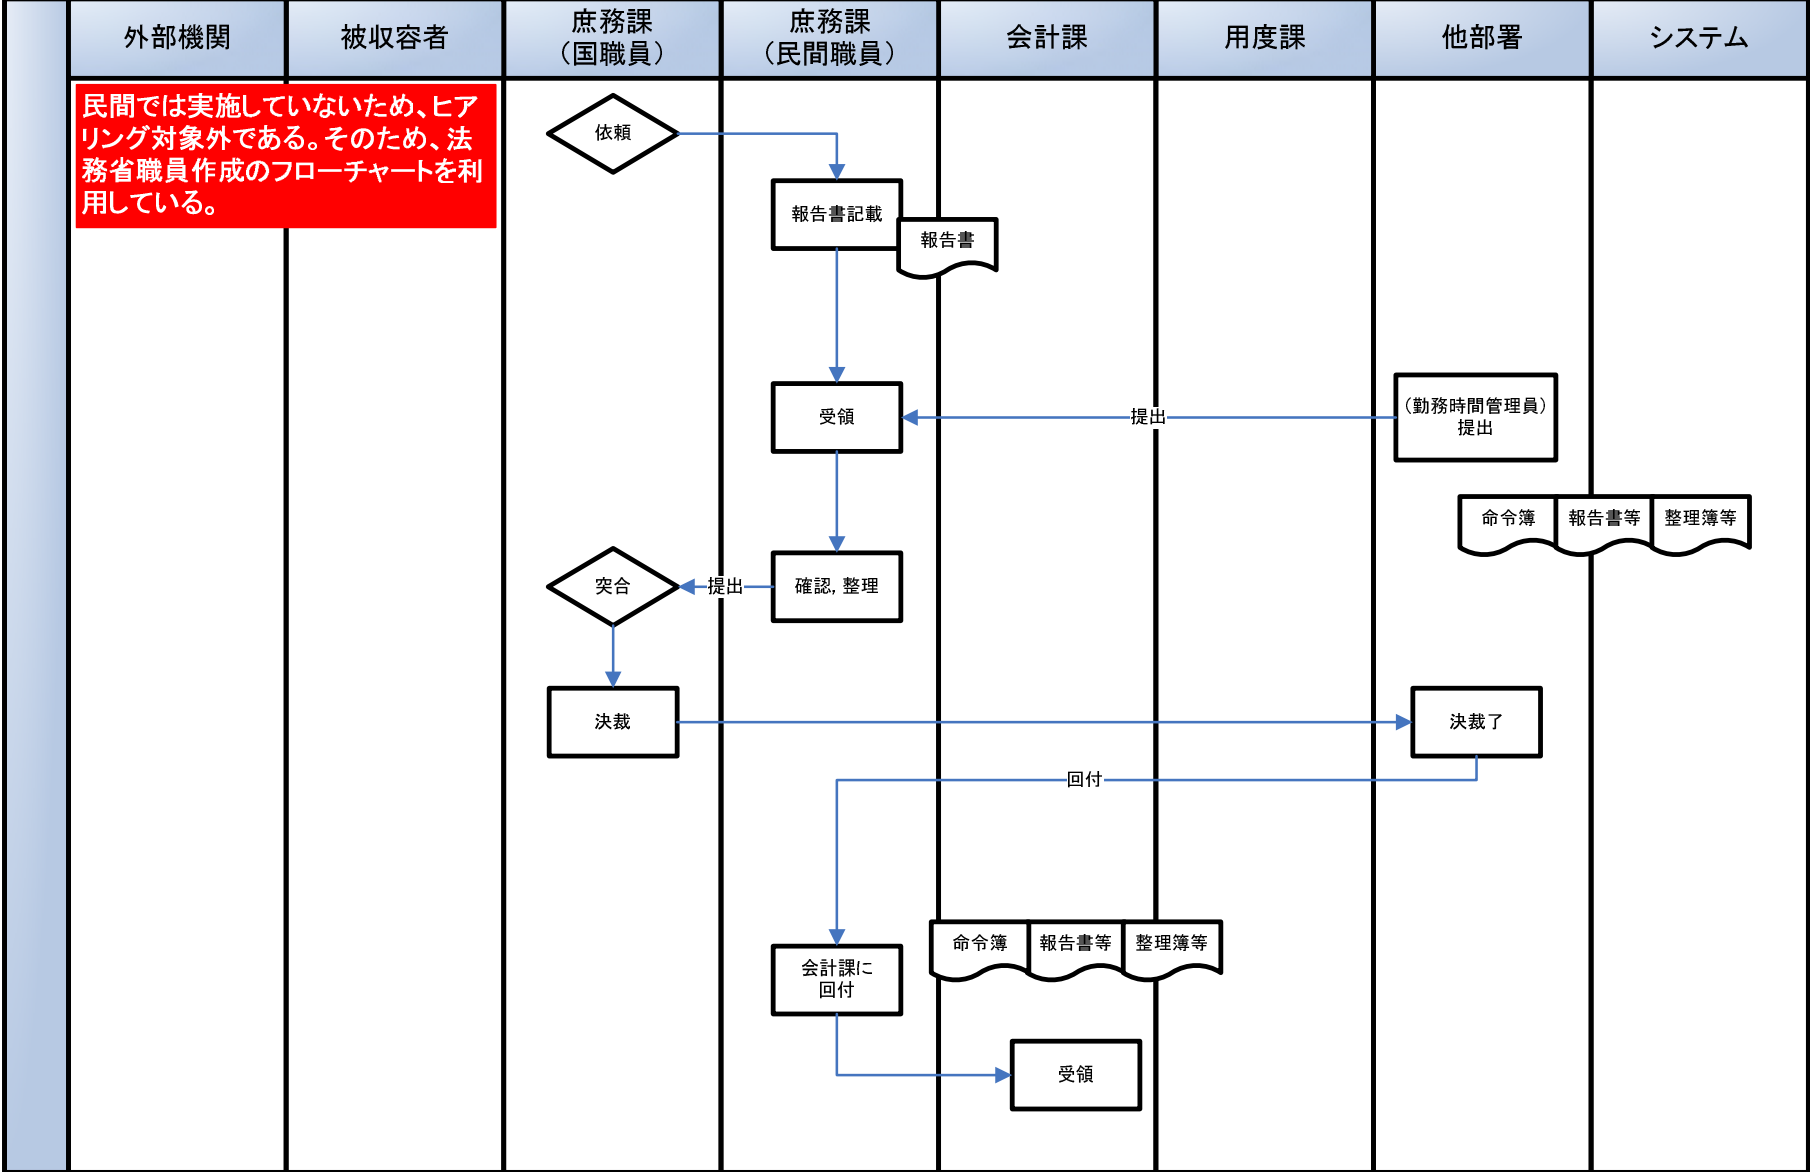 外部機関
被収容者
庶務課
（国職員）
庶務課
（民間職員）
会計課
用度課
他部署
システム
民間では実施していないため、ヒア
リング対象外である。そのため、法
務省職員作成のフローチャートを利
用している。
依頼
報告書記載
報告書
受領
提出
（勤務時間管理員）
提出
命令簿
報告書等
整理簿等
突合
提出
確認，整理
決裁
決裁了
回付
命令簿
報告書等
整理簿等
会計課に
回付
受領